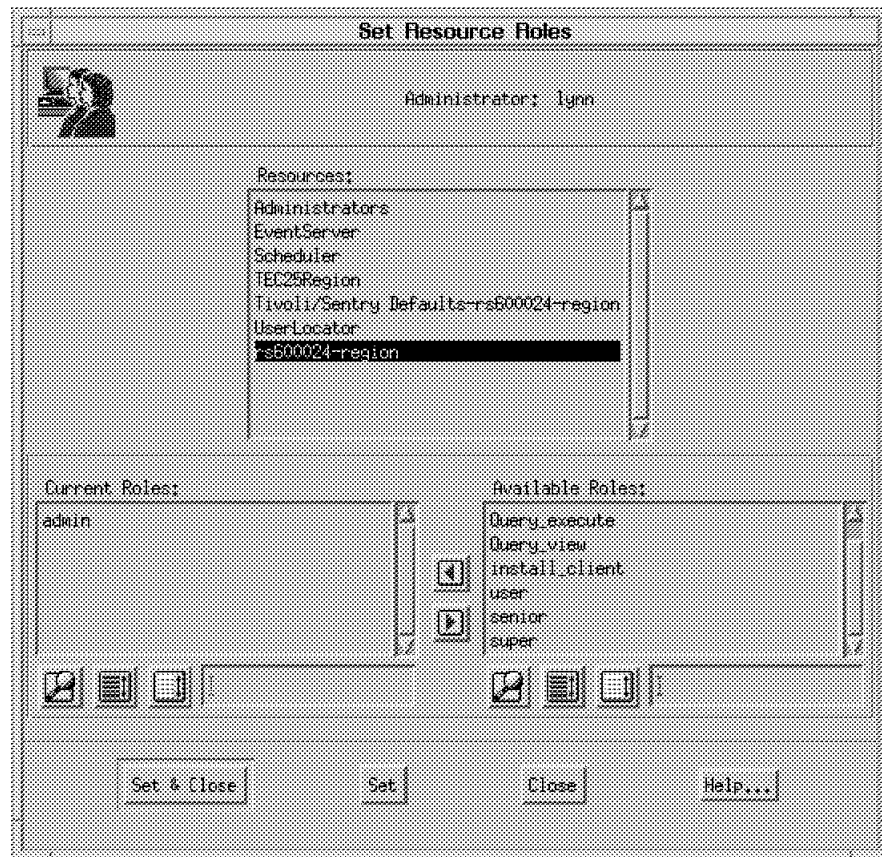 Set Resource Roles
Administrator: lynn
Resources:
Administrators
EventServer
Scheduler
TEC25Region
Tivoli/Sentry Defaults-rs600024-region
UserLocator
rs600024-region
Current Roles:
admin
Available Roles:
Query_execute
Query_view
install_client
user
senior
super
Set & Close
Set
Close
Help...